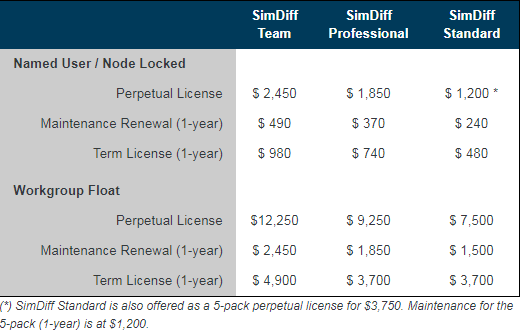 SimDiff Team SimDiff Professional SimDiff Standard
Named User / Node Locked
Perpetual License $ 2,450 $ 1,850 $ 1,200 *
Maintenance Renewal (1-year) $ 490 $ 370 $ 240
Term License (1-year) $ 980 $ 740 $ 480
Workgroup Float
Perpetual License $12,250 $ 9,250 $ 7,500
Maintenance Renewal (1-year) $ 2,450 $ 1,850 $ 1,500
Term License (1-year) $ 4,900 $ 3,700 $ 3,700
(*) SimDiff Standard is also offered as a 5-pack perpetual license for $3,750. Maintenance for the
5-pack (1-year) is at $1,200.